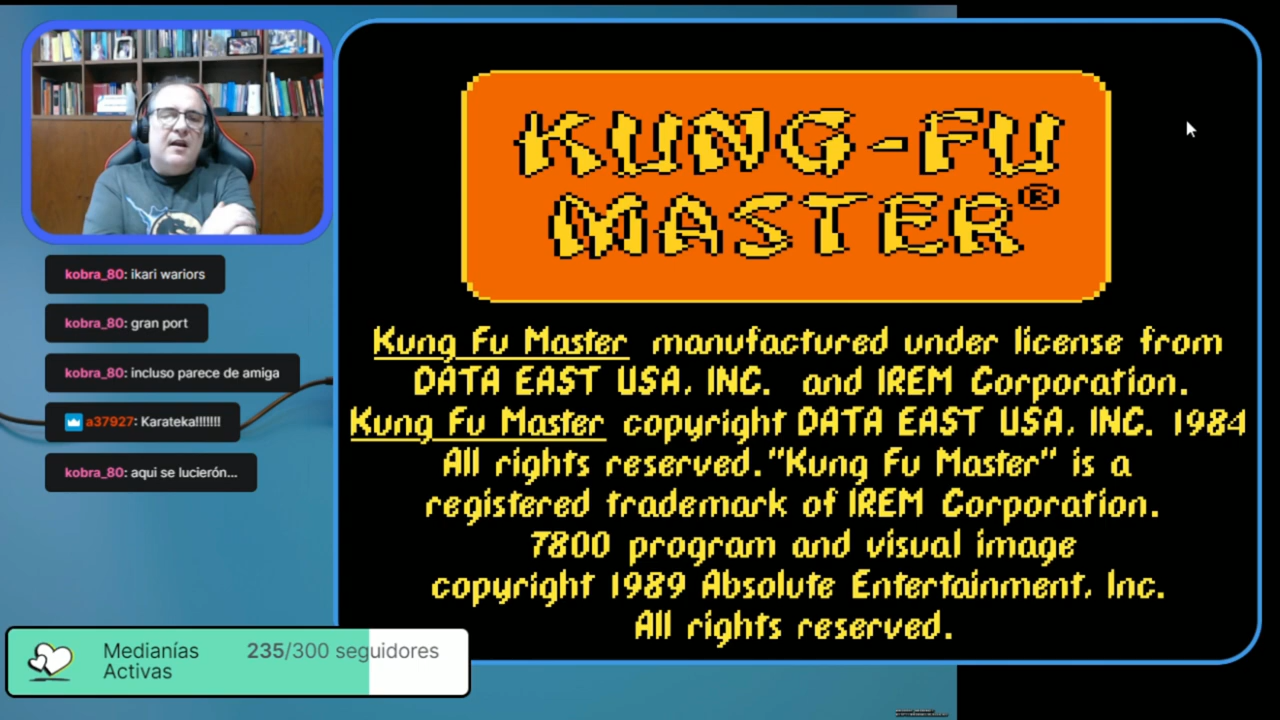 KUNG-FU
MASTER®
Kung Fu Master manufactured under license from
DATA EAST USA, INC. and IREM Corporation.
Kung Fu Master copyright DATA EAST USA, INC. 1984
All rights reserved."Kung Fu Master" is a
registered trademark of IREM Corporation.
7800 program and visual image
copyright 1989 Absolute Entertainment, Inc.
All rights reserved.
kobra_80: ikari wariors
kobra_80: gran port
kobra_80: incluso parece de amiga
a37927: Karateka!!!!!!!
kobra_80: aqui se lucierón...
Medianías 235/300 seguidores
Activas